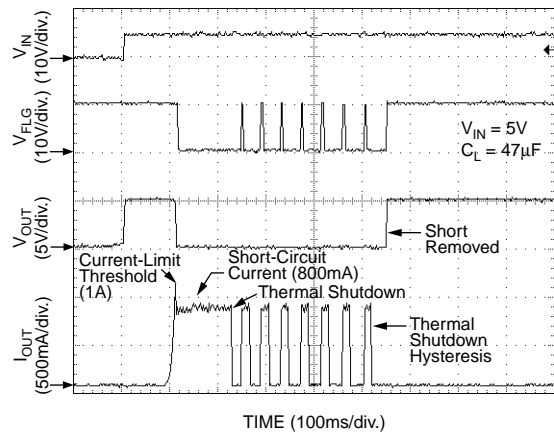 V_IN
(10V/div.)
V_FLG
(10V/div.)
V_IN = 5V
C_L = 47µF
V_OUT
(5V/div.)
Short
Removed
Current-Limit
Threshold
(1A)
Short-Circuit
Current (800mA)
Thermal Shutdown
I_OUT
(500mA/div.)
Thermal
Shutdown
Hysteresis
TIME (100ms/div.)